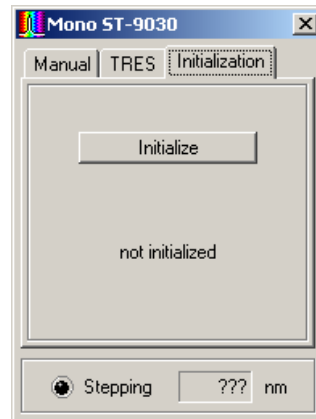 Mono ST-9030
Manual TRES Initialization
Initialize
not initialized
Stepping ??? nm